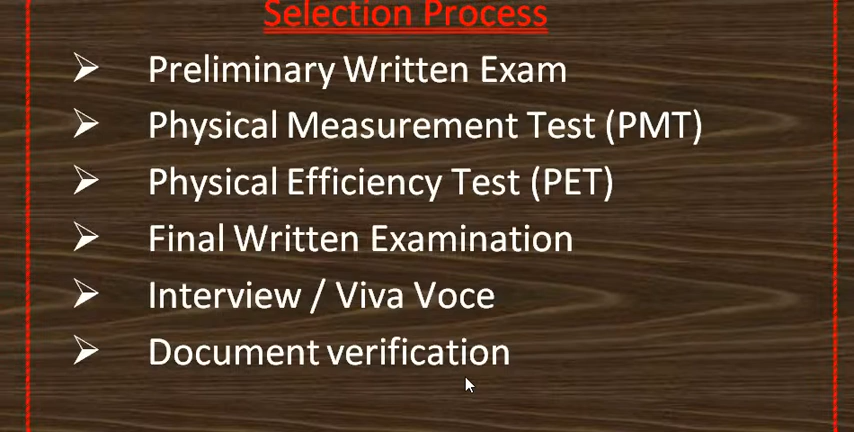 Selection Process
Preliminary Written Exam
Physical Measurement Test (PMT)
Physical Efficiency Test (PET)
Final Written Examination
Interview / Viva Voce
Document verification